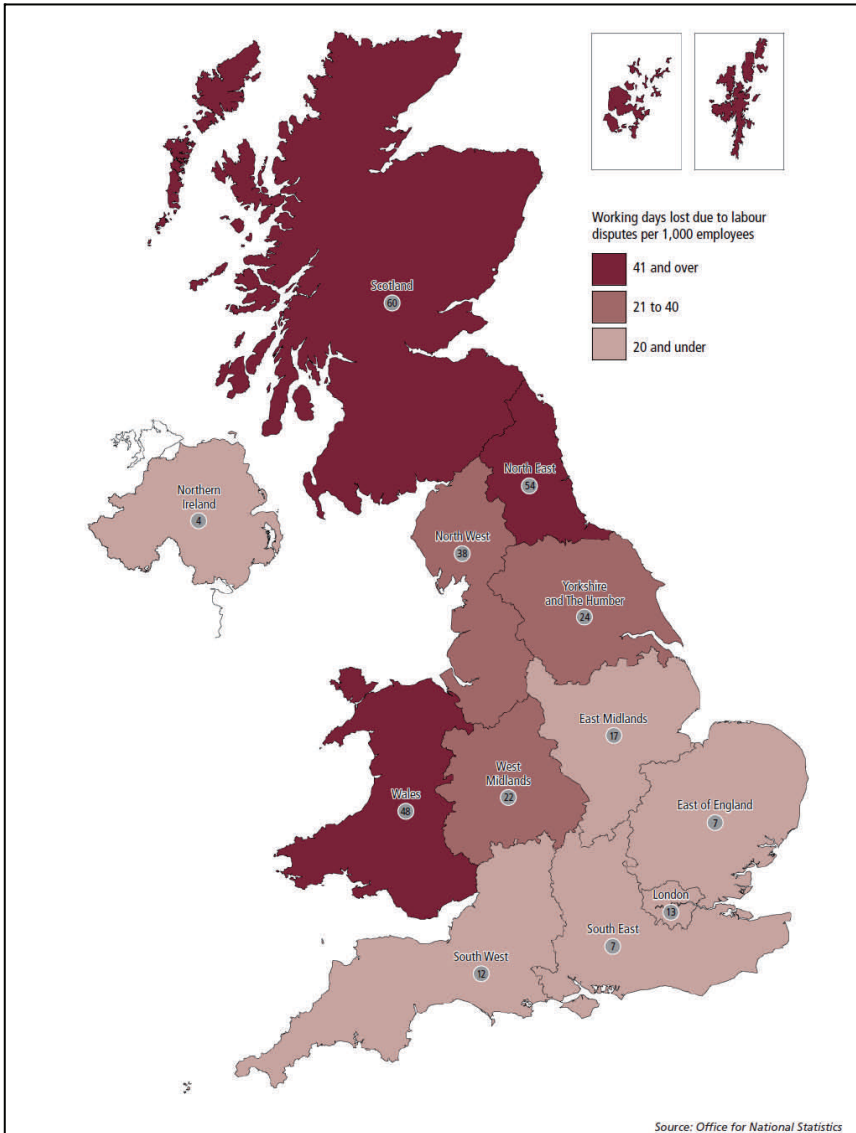 Working days lost due to labour
disputes per 1,000 employees
41 and over
21 to 40
20 and under
Scotland
60
North East
54
Northern
Ireland
4
North West
38
Yorkshire
and The Humber
24
East Midlands
17
West
Midlands
22
Wales
48
East of England
7
London
13
South East
7
South West
12
Source: Office for National Statistics